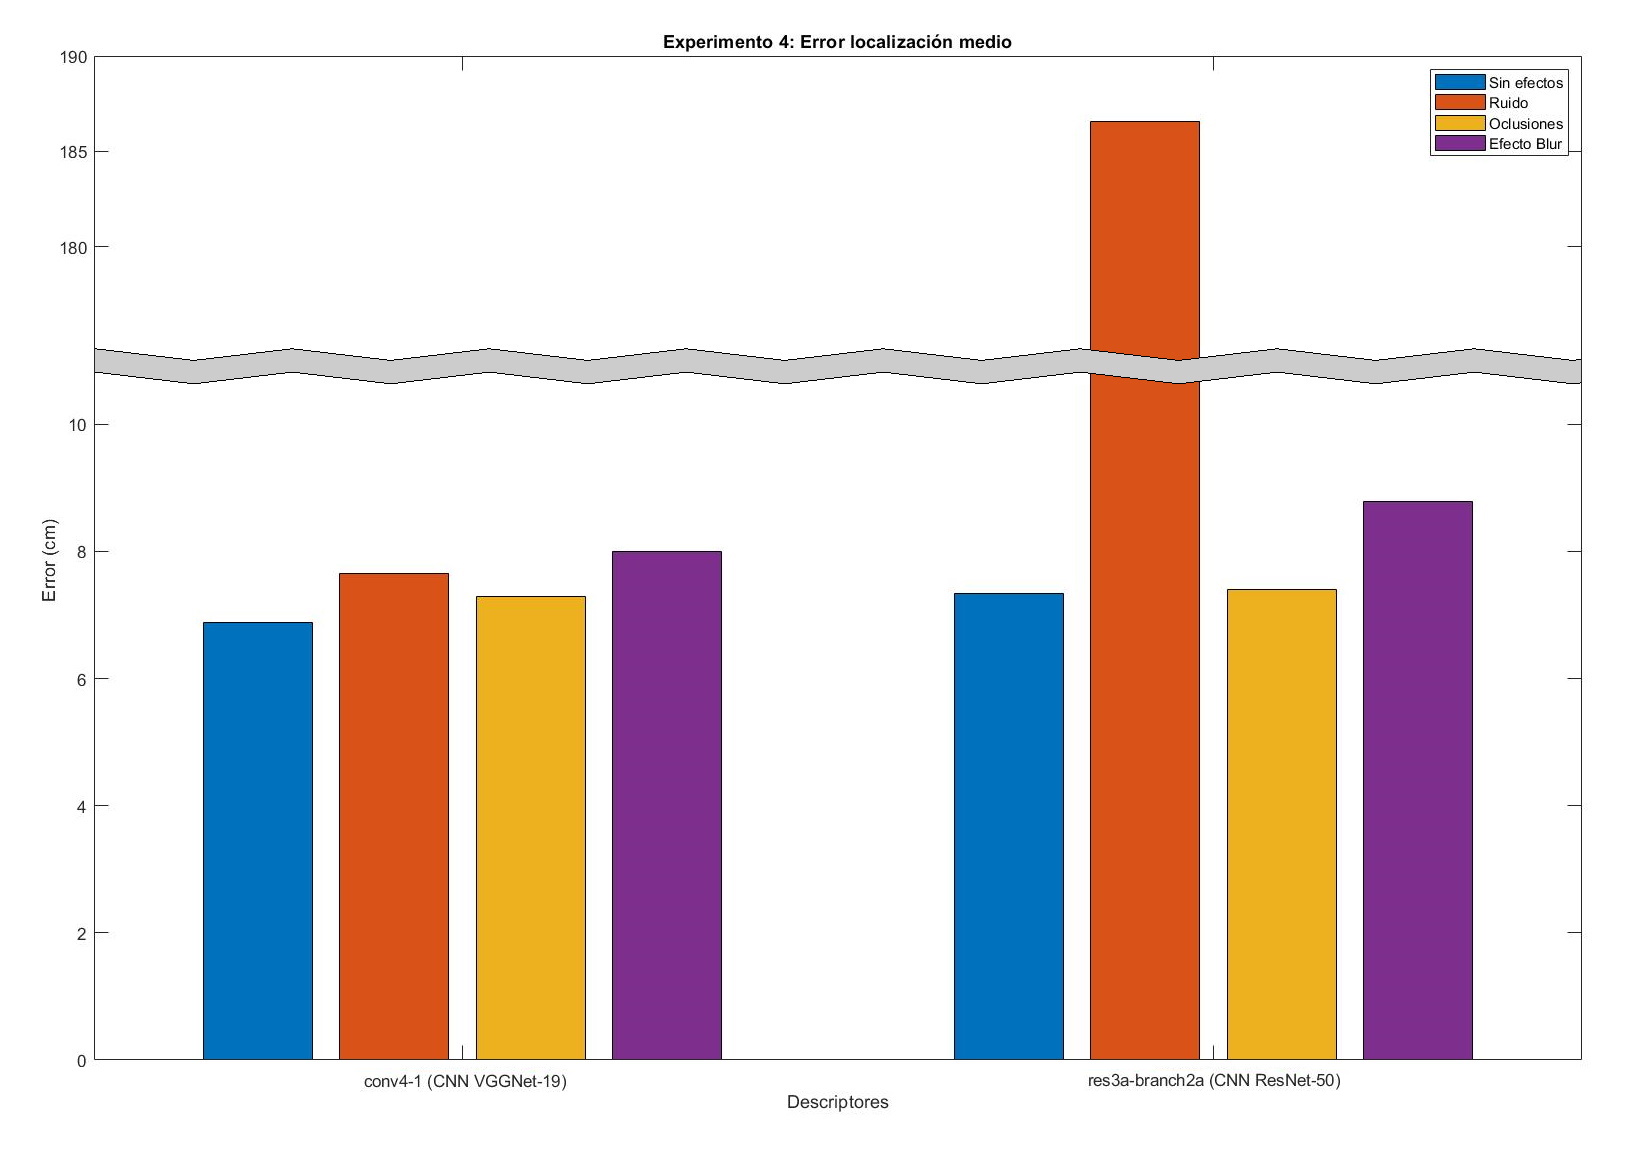 Experimento 4: Error localización medio
190
185
180
10
8
6
4
2
0
Error (cm)
Sin efectos
Ruido
Oclusiones
Efecto Blur
conv4-1 (CNN VGGNet-19)
res3a-branch2a (CNN ResNet-50)
Descriptores